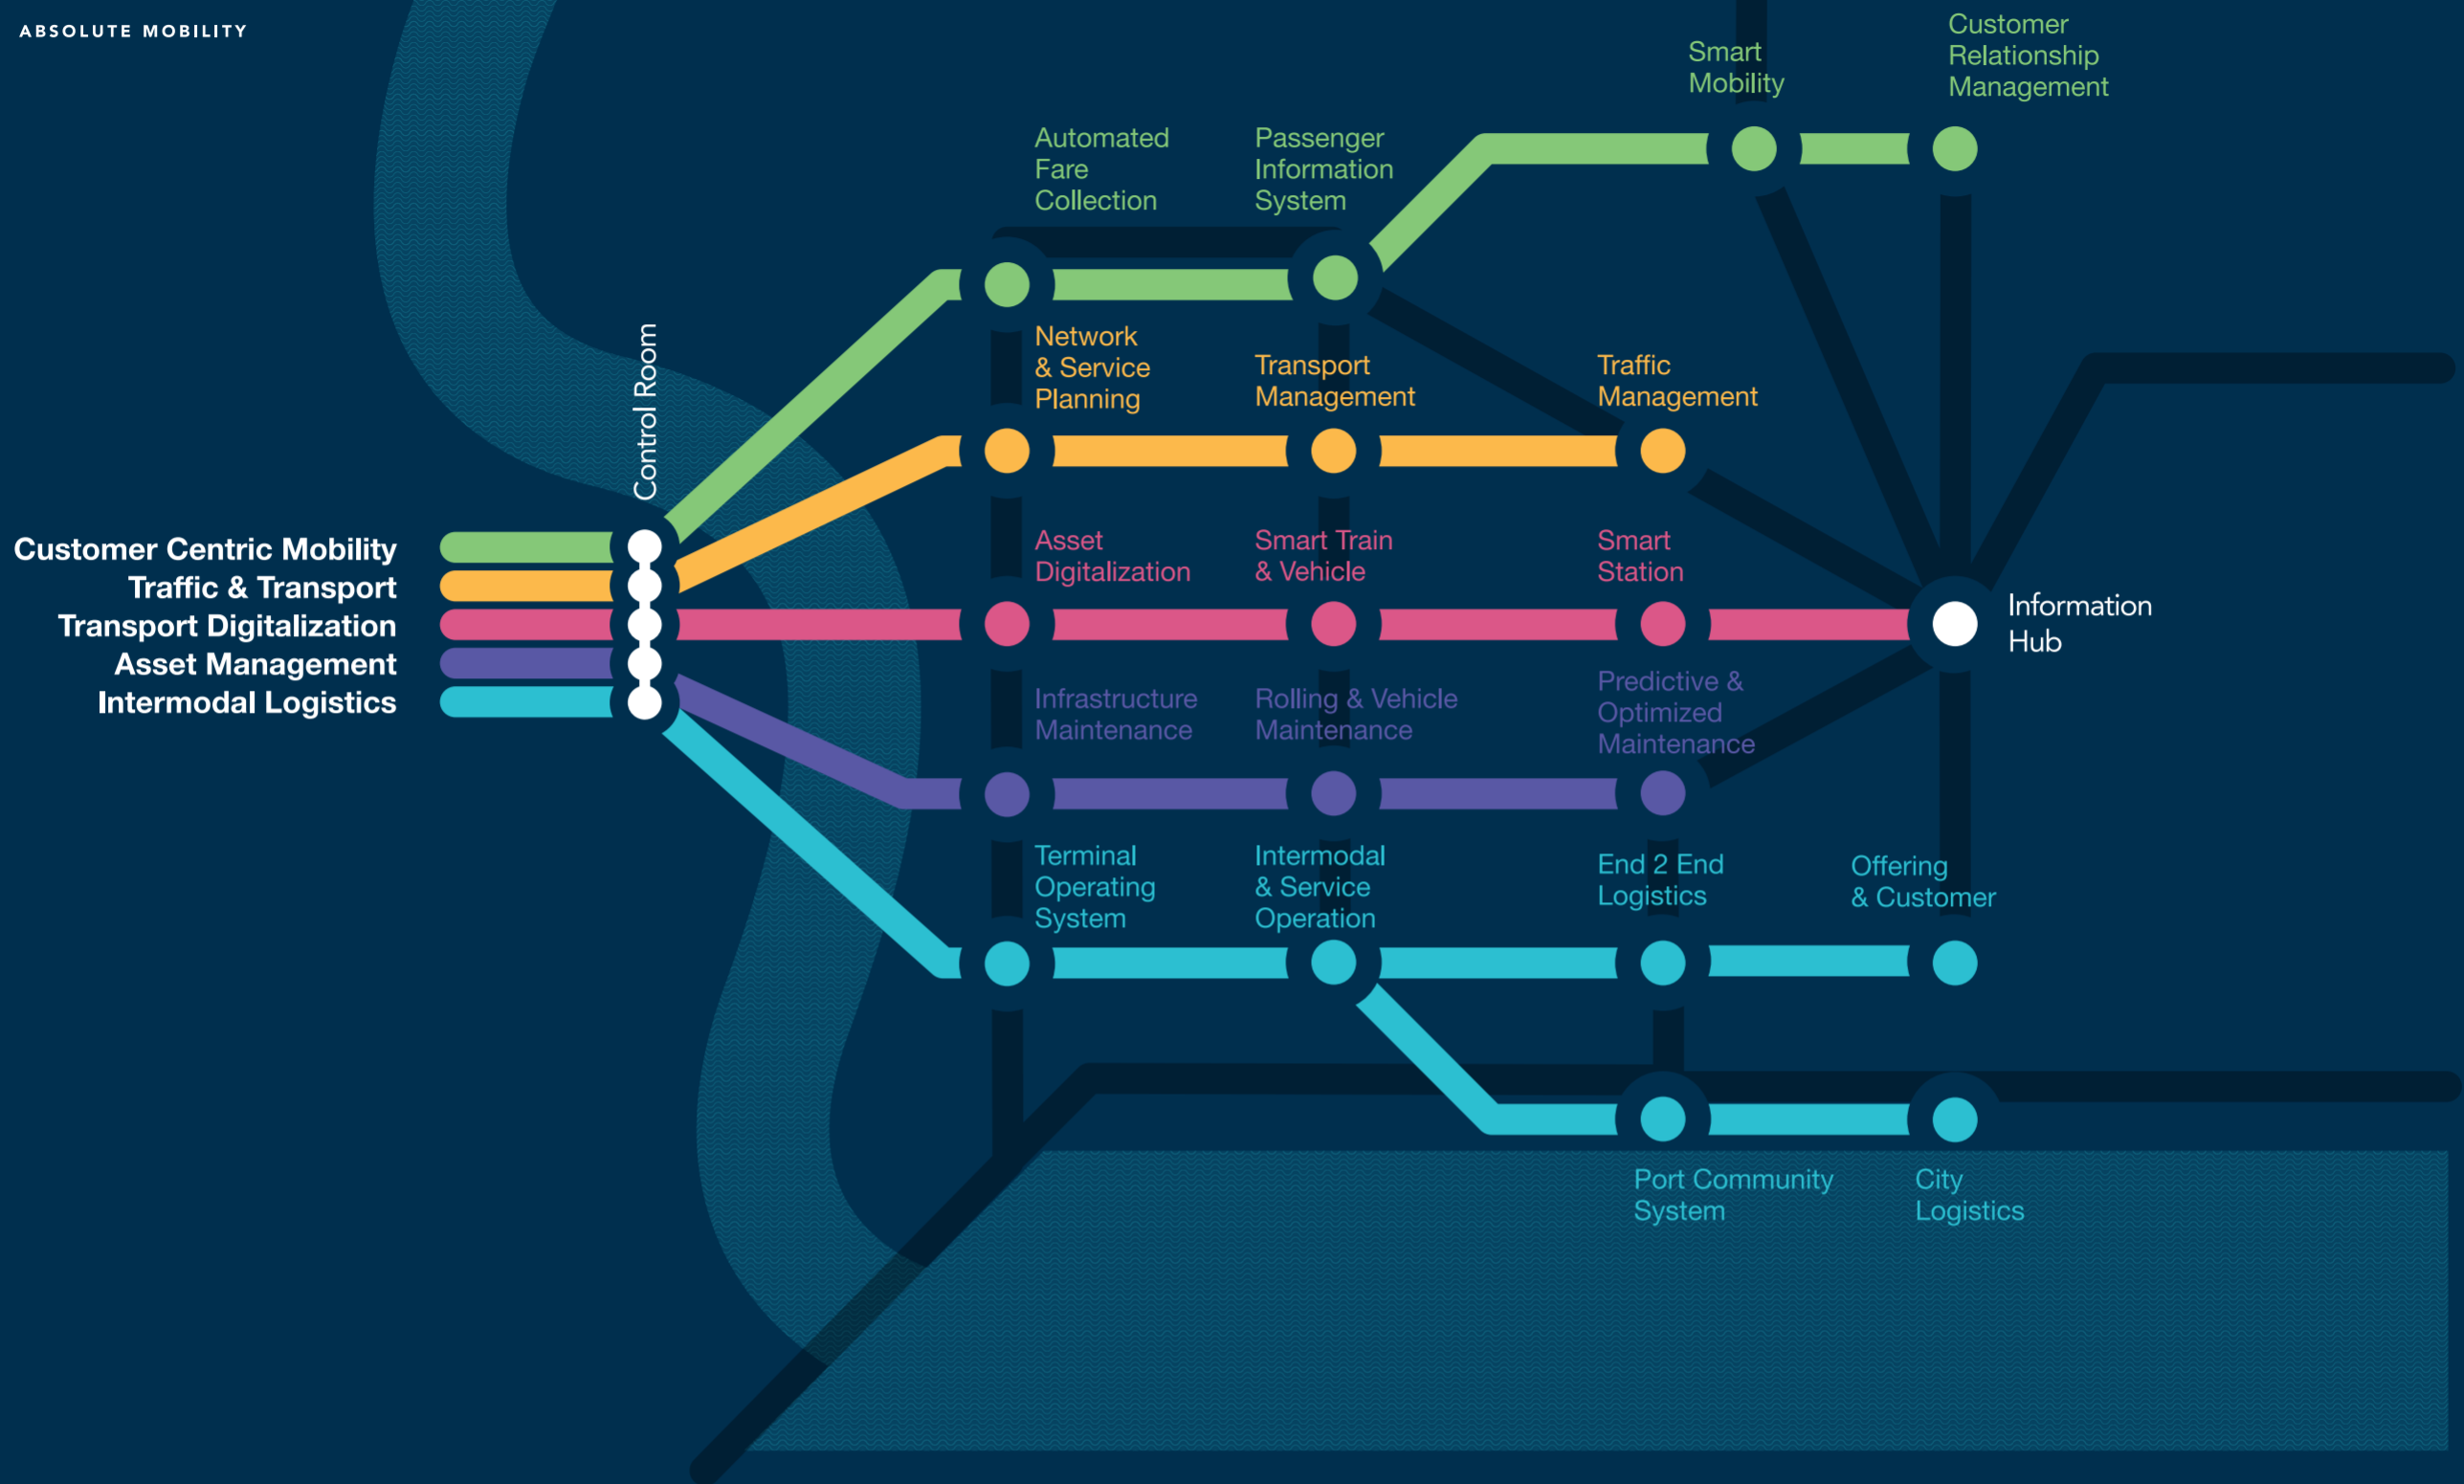 ABSOLUTE MOBILITY
Customer
Relationship
Management
Smart
Mobility
Automated
Fare
Collection
Passenger
Information
System
Control Room
Network
& Service
Planning
Transport
Management
Traffic
Management
Customer Centric Mobility
Traffic & Transport
Transport Digitalization
Asset Management
Intermodal Logistics
Asset
Digitalization
Smart Train
& Vehicle
Smart
Station
Information
Hub
Infrastructure
Maintenance
Rolling & Vehicle
Maintenance
Predictive &
Optimized
Maintenance
Terminal
Operating
System
Intermodal
& Service
Operation
End 2 End
Logistics
Offering
& Customer
Port Community
System
City
Logistics